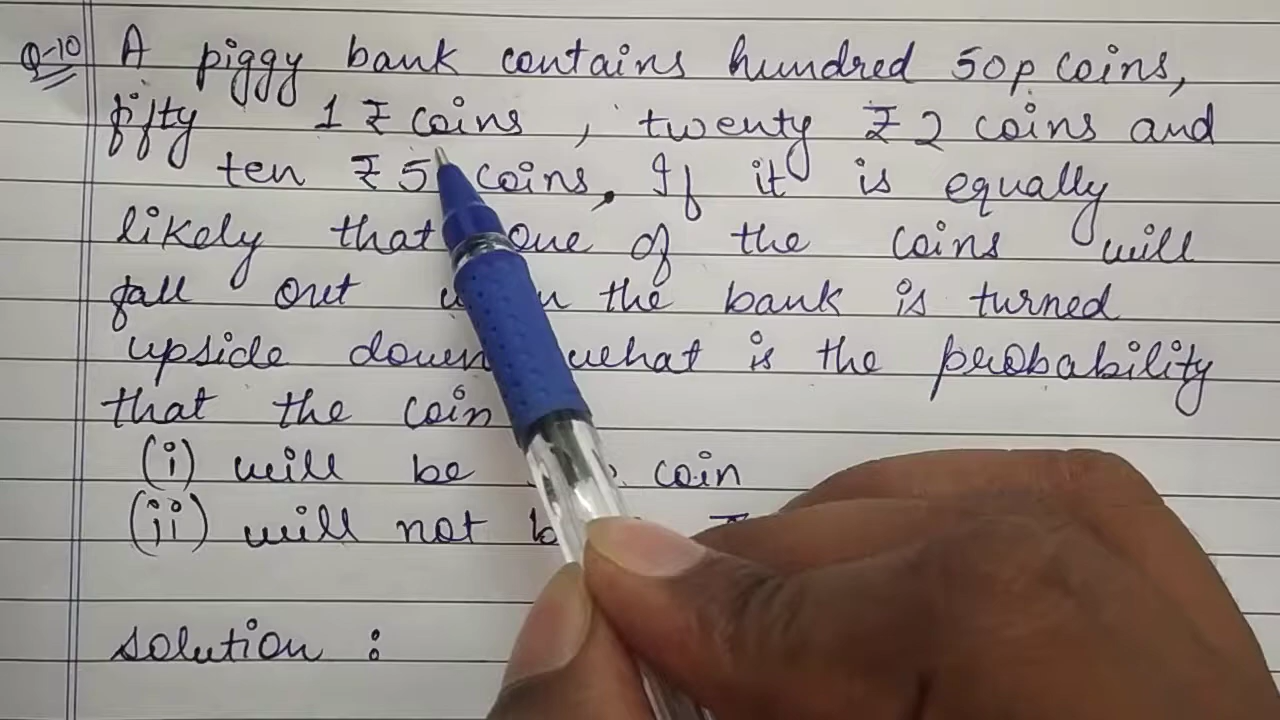 Q-10 A piggy bank contains hundred 50p coins,
fifty 1 ₹ coins , twenty ₹ 2 coins and
ten ₹ 5 coins. If it is equally
likely that one of the coins will
fall out the bank is turned
upside down what is the probability
that the coin
(i) will be coin
(ii) will not
solution :